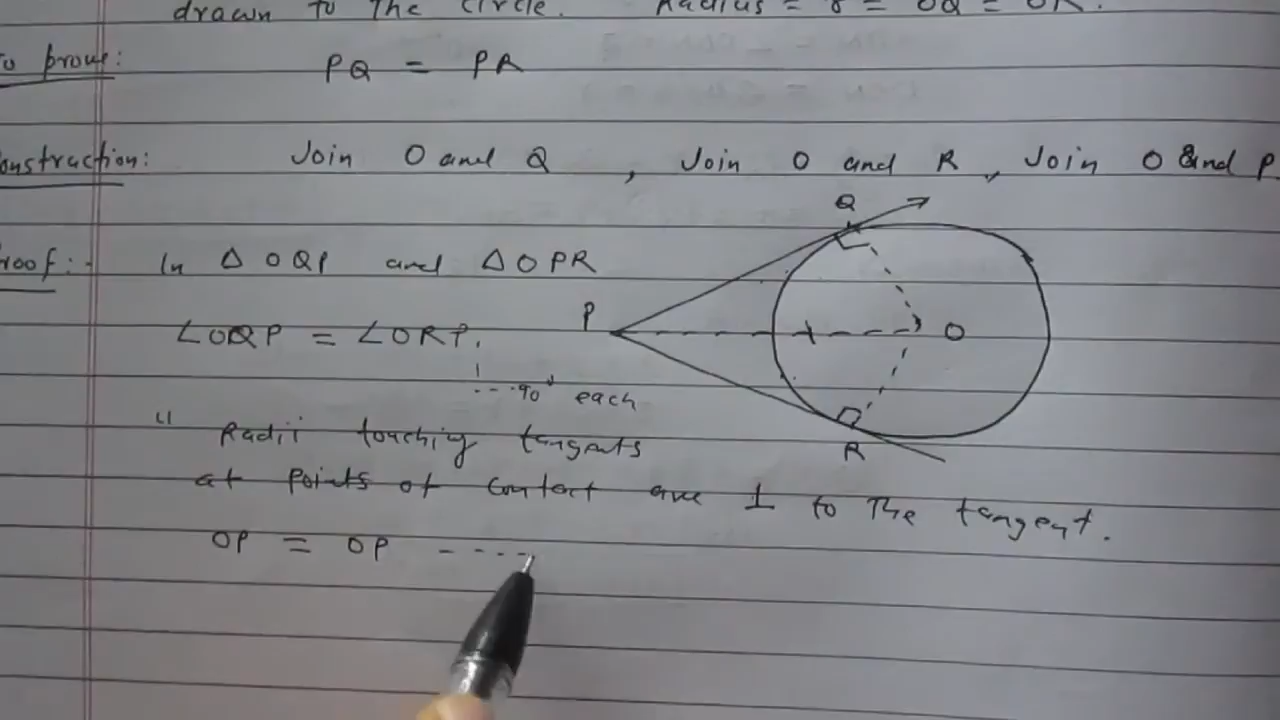 drawn to The Circle. Radius = r = OQ = OR.
To prove: PQ = PR
Construction: Join O and Q , Join O and R , Join O and P
Q
Proof:- In Δ OQP and Δ OPR
P
∠OQP = ∠ORP.
O
90° each
" Radii touching tangents
R
at Points of Contact are ⊥ to The tangent.
OP = OP -----